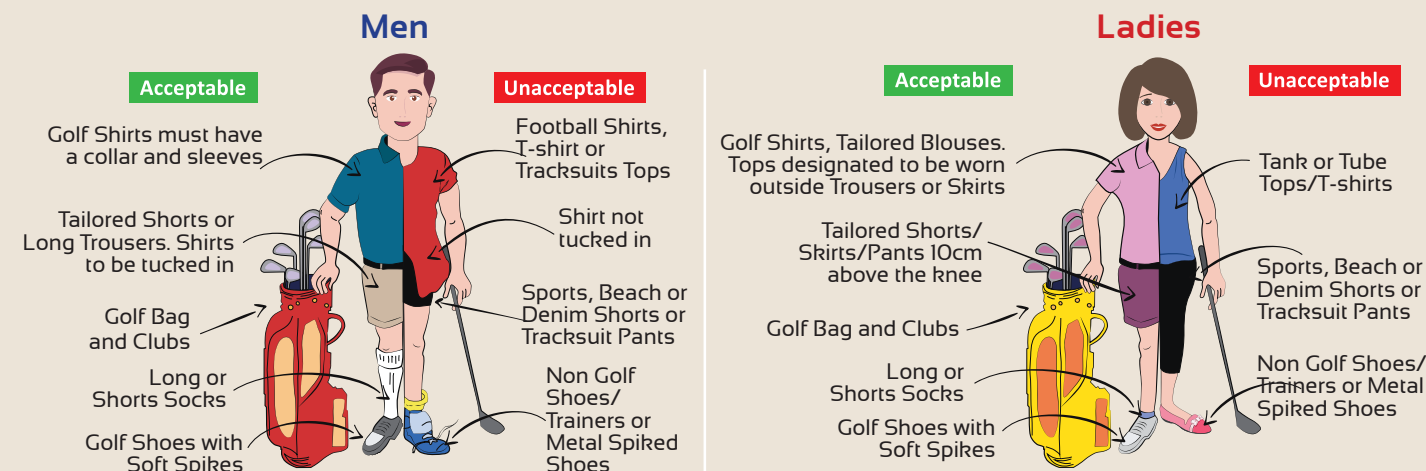 Men
Acceptable
Golf Shirts must have
a collar and sleeves
Tailored Shorts or
Long Trousers. Shirts
to be tucked in
Golf Bag
and Clubs
Long or
Shorts Socks
Golf Shoes with
Soft Spikes
Unacceptable
Football Shirts,
T-shirt or
Tracksuits Tops
Shirt not
tucked in
Sports, Beach or
Denim Shorts or
Tracksuit Pants
Non Golf
Shoes/
Trainers or
Metal Spiked
Shoes
Ladies
Acceptable
Golf Shirts, Tailored Blouses.
Tops designated to be worn
outside Trousers or Skirts
Tailored Shorts/
Skirts/Pants 10cm
above the knee
Golf Bag and Clubs
Long or
Shorts Socks
Golf Shoes with
Soft Spikes
Unacceptable
Tank or Tube
Tops/T-shirts
Sports, Beach or
Denim Shorts or
Tracksuit Pants
Non Golf Shoes/
Trainers or Metal
Spiked Shoes